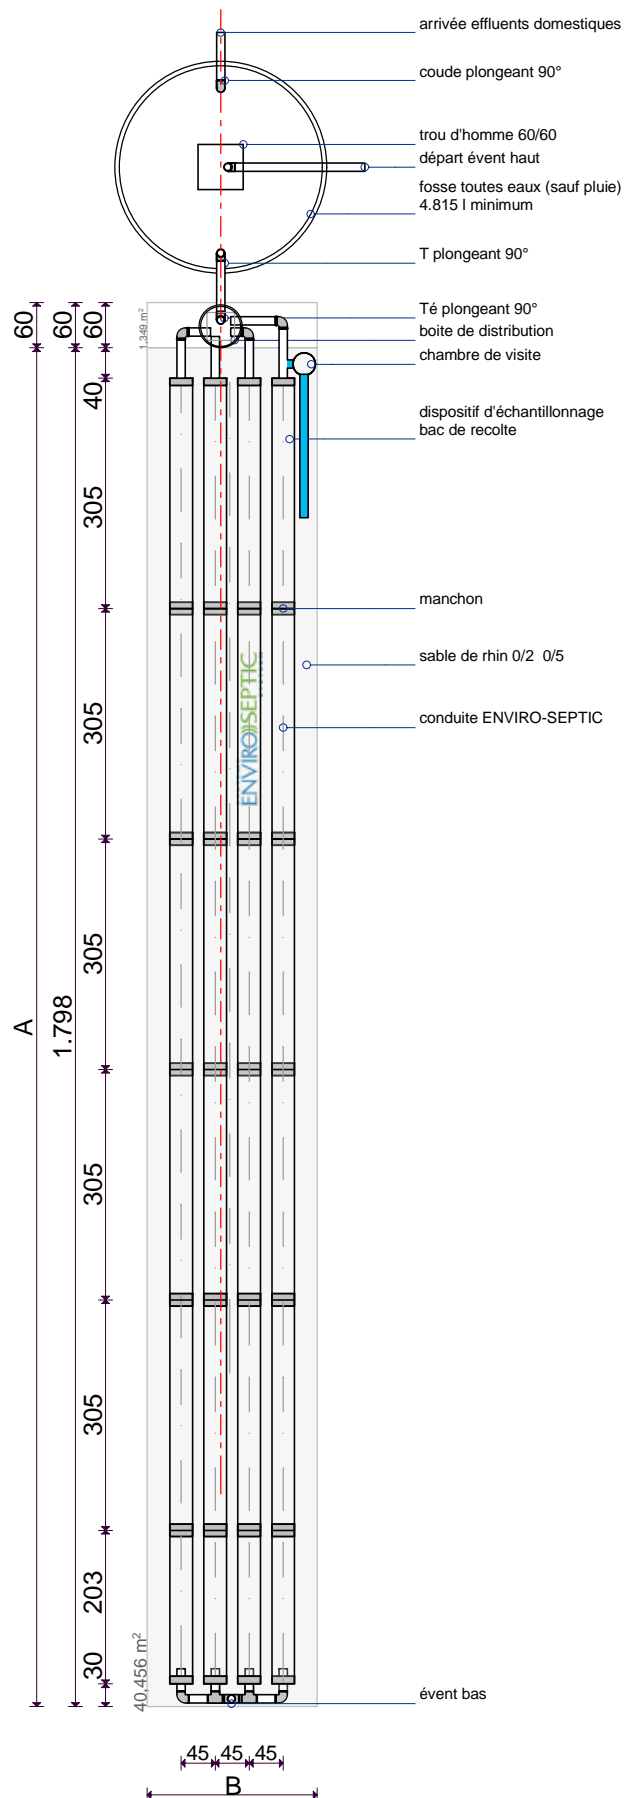 arrivée effluents domestiques
coude plongeant 90°
trou d'homme 60/60
départ évent haut
fosse toutes eaux (sauf pluie)
4.815 l minimum
T plongeant 90°
Té plongeant 90°
boite de distribution
chambre de visite
dispositif d'échantillonnage
bac de recolte
manchon
sable de rhin 0/2 0/5
conduite ENVIRO-SEPTIC
évent bas
60
60
60
1,349 m²
40
305
305
305
305
305
203
30
A
1.798
ENVIRO))SEPTIC
40,456 m²
45
45
45
B